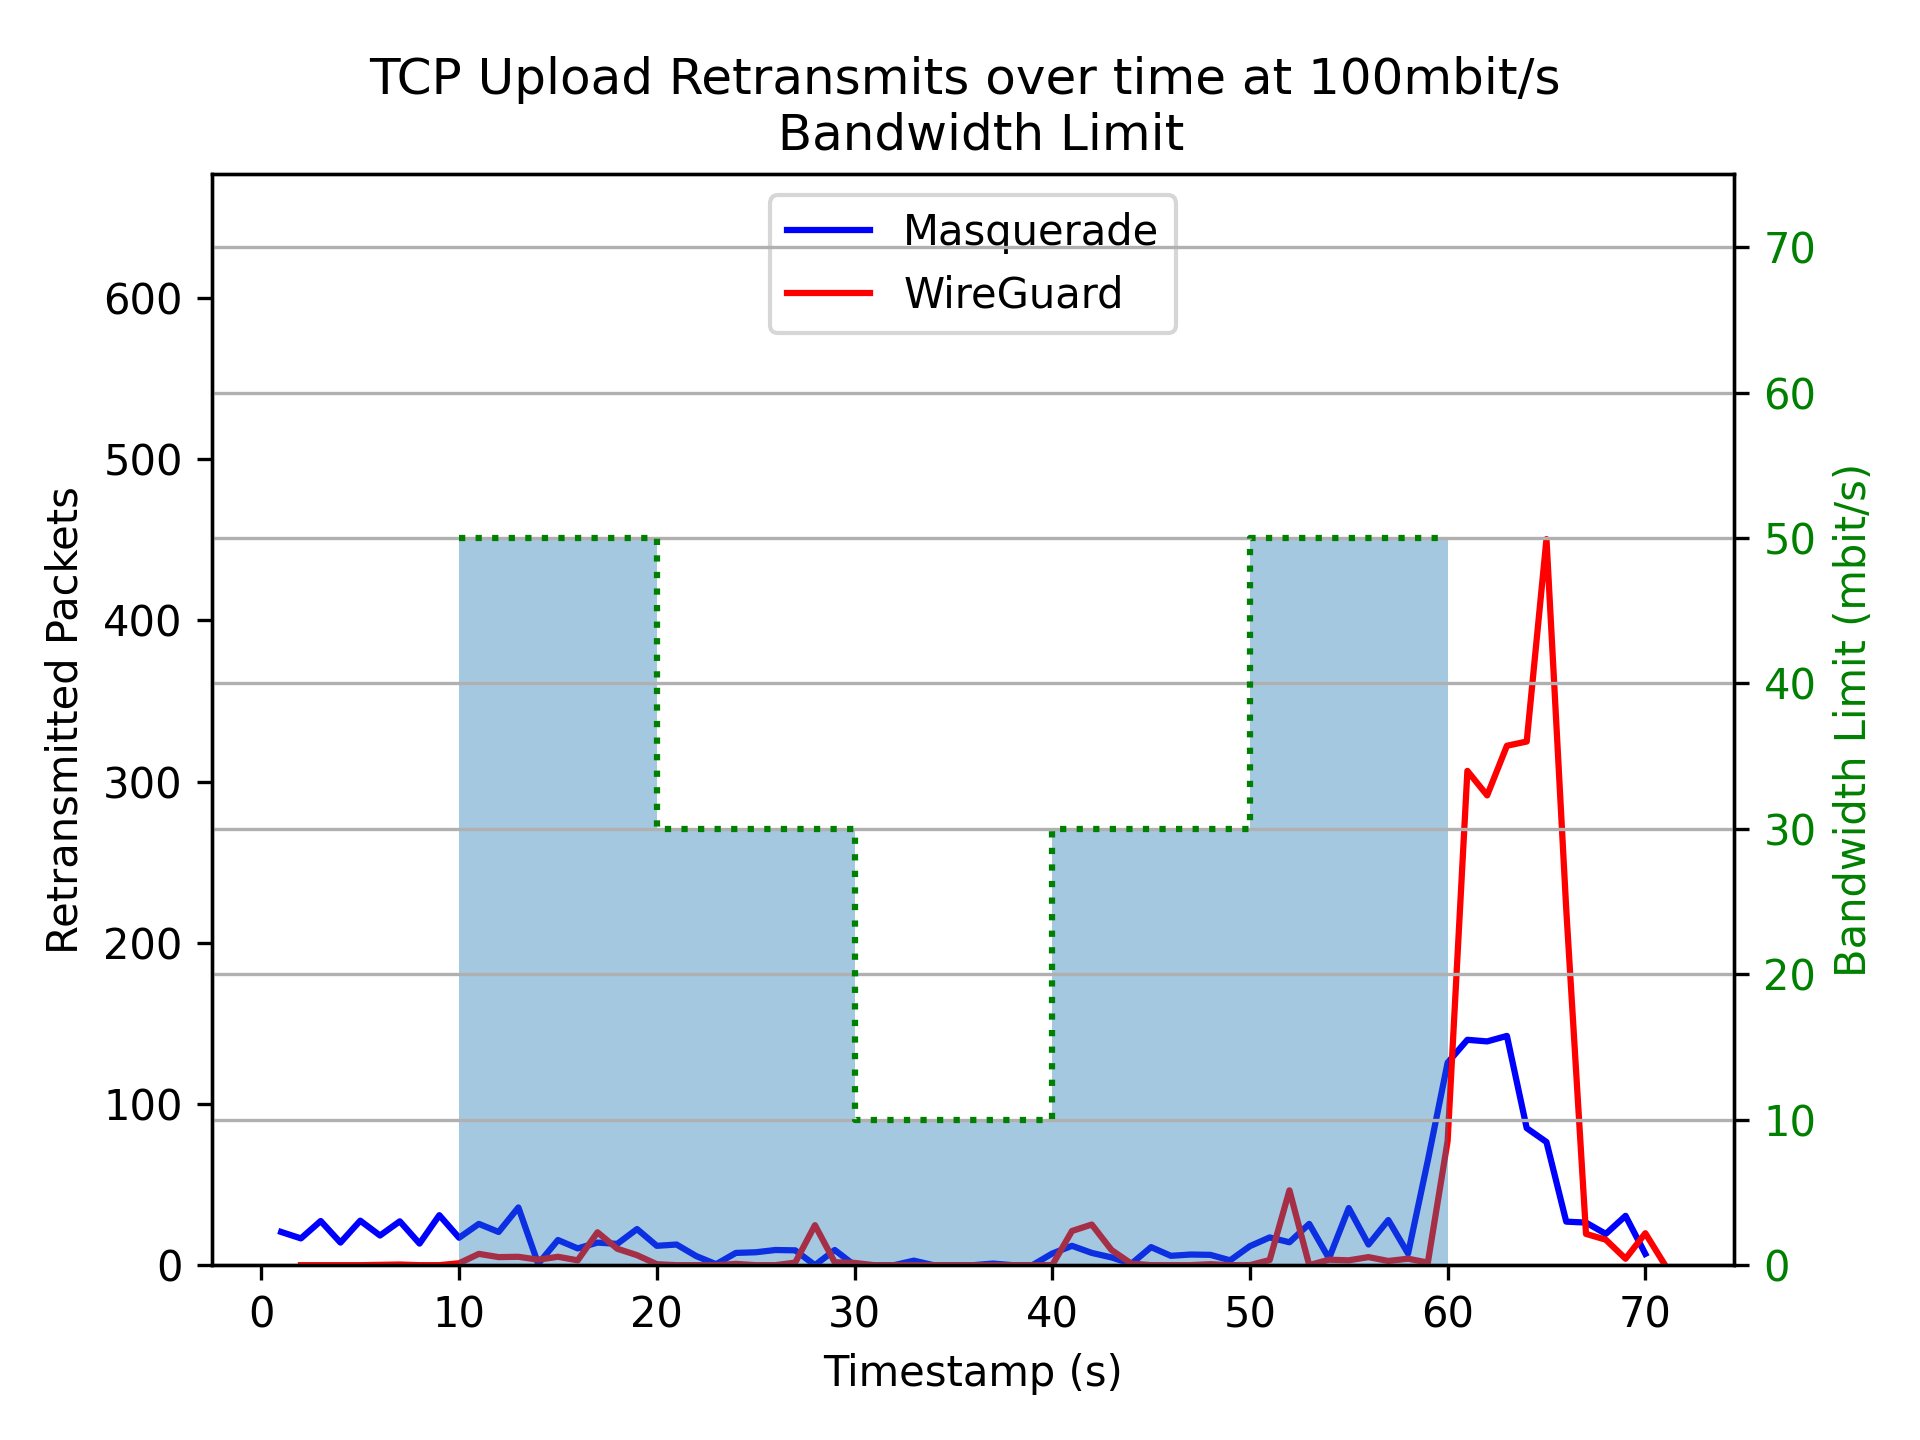 TCP Upload Retransmits over time at 100mbit/s
Bandwidth Limit
Masquerade
WireGuard
600
500
400
300
200
100
0
Retransmitted Packets
70
60
50
40
30
20
10
0
Bandwidth Limit (mbit/s)
0 10 20 30 40 50 60 70
Timestamp (s)